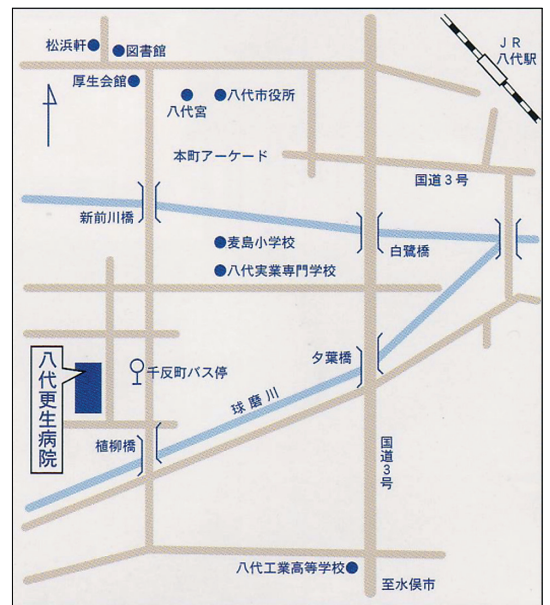 松浜軒
図書館
JR
八代駅
厚生会館
八代宮
八代市役所
本町アーケード
国道3号
新前川橋
白鷺橋
麦島小学校
八代実業専門学校
夕葉橋
千反町バス停
八代更生病院
球磨川
植柳橋
国道3号
八代工業高等学校
至水俣市